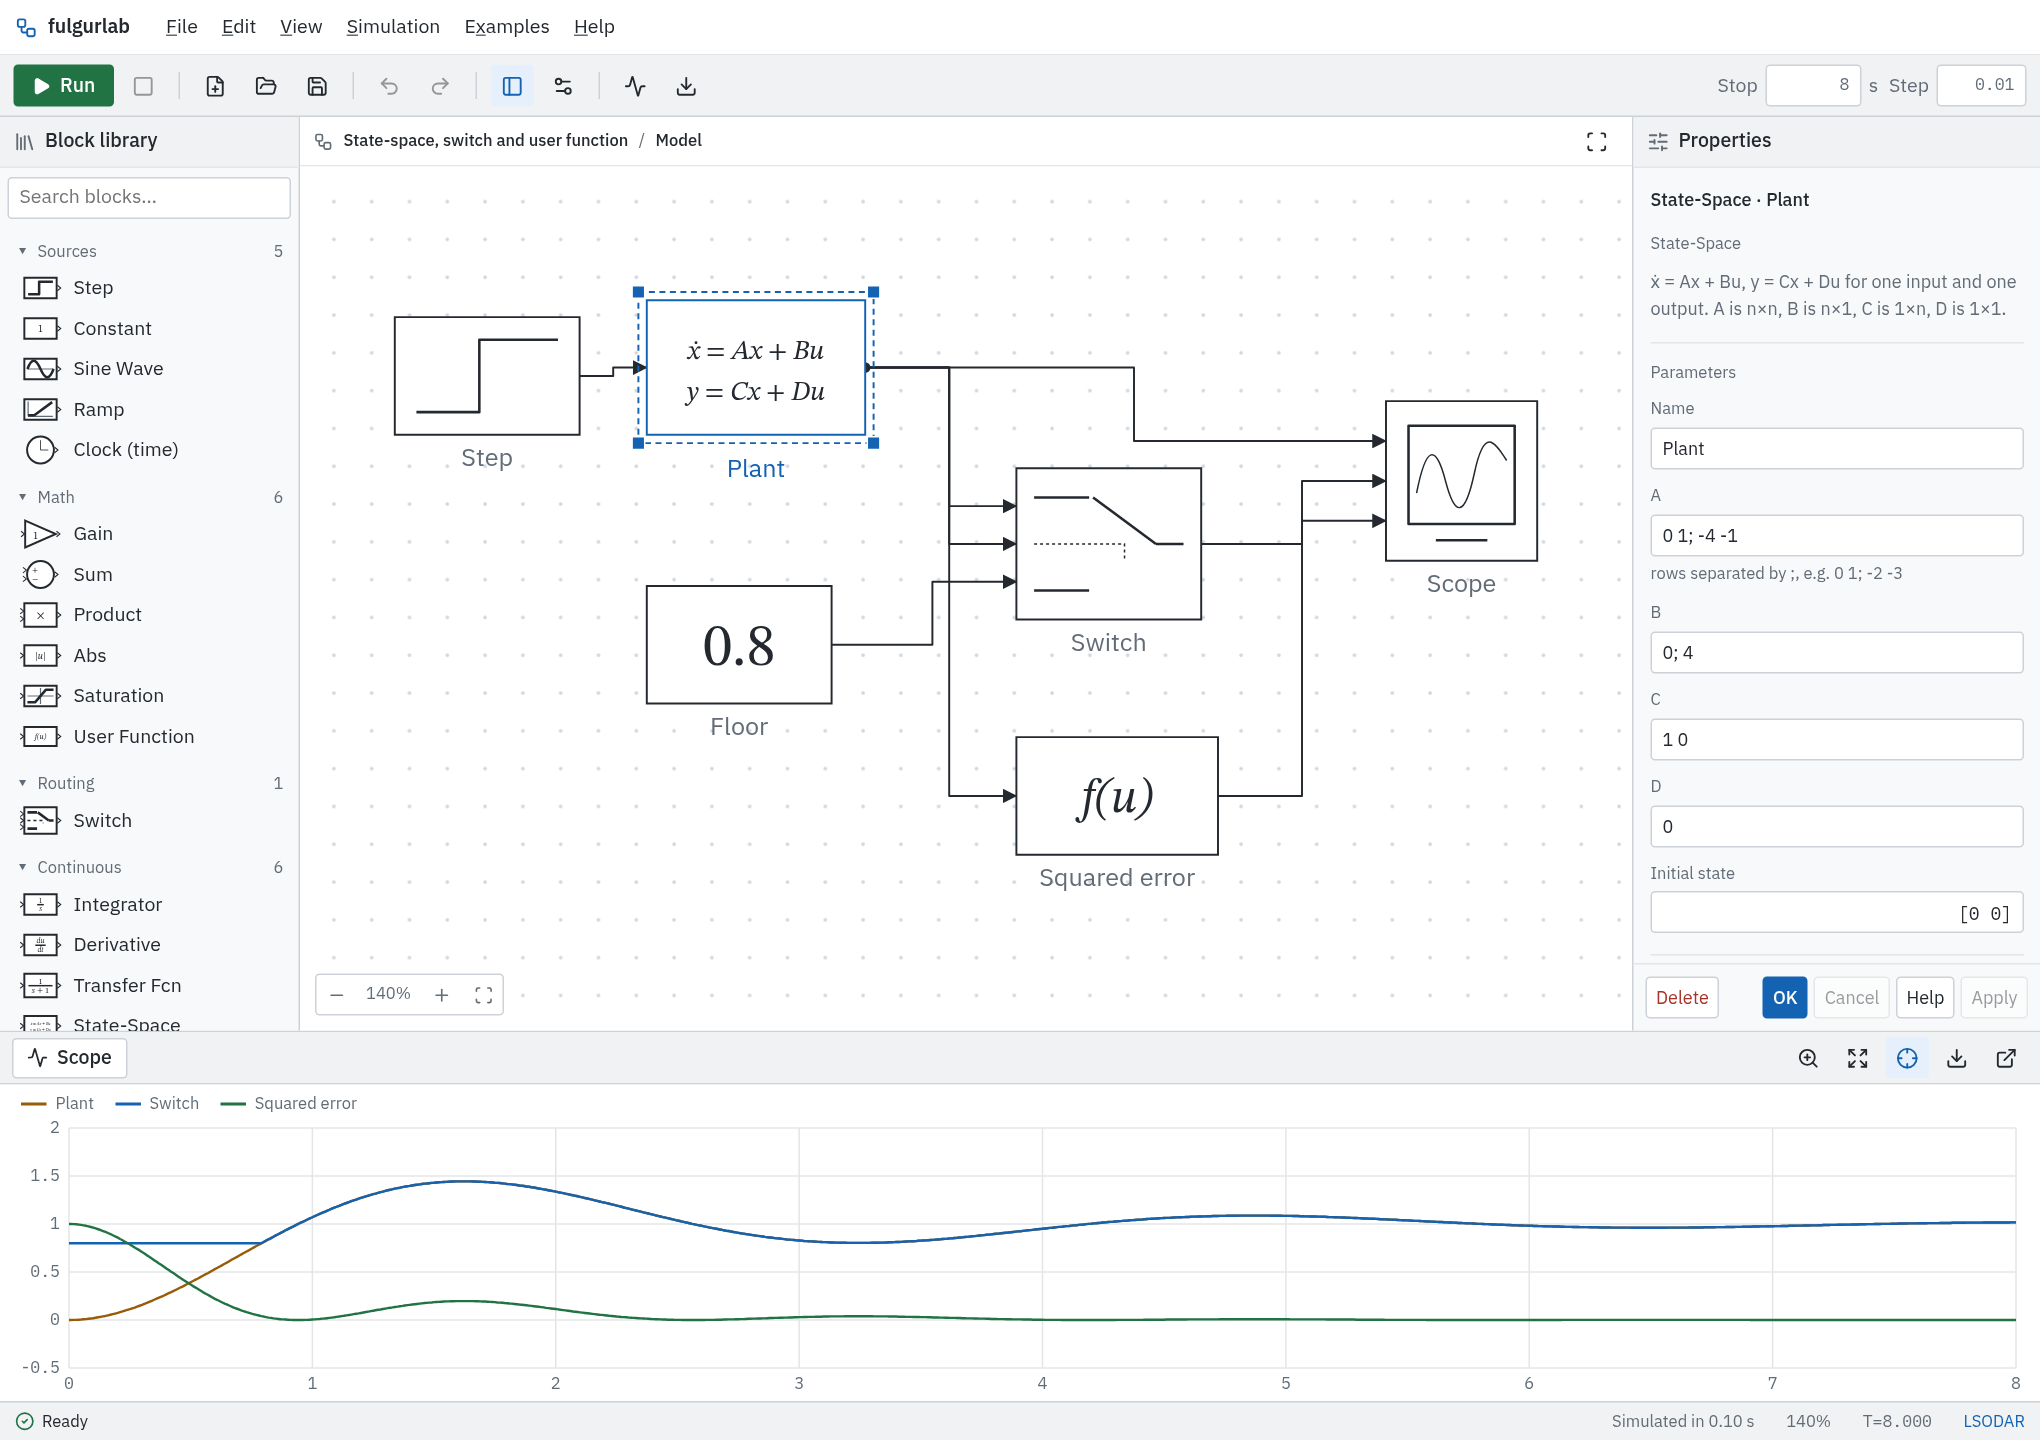 fulgurlab File Edit View Simulation Examples Help
Run Stop 8 s Step 0.01
Block library
Search blocks...
Sources 5
Step
1 Constant
Sine Wave
Ramp
Clock (time)
Math 6
1 Gain
Sum
× Product
|u| Abs
Saturation
f(u) User Function
Routing 1
Switch
Continuous 6
Integrator
Derivative
Transfer Fcn
State-Space
State-space, switch and user function / Model
ẋ = Ax + Bu
y = Cx + Du
Step
Plant
0.8
Floor
Switch
Scope
f(u)
Squared error
− 140% +
Properties
State-Space · Plant
State-Space
ẋ = Ax + Bu, y = Cx + Du for one input and one
output. A is n×n, B is n×1, C is 1×n, D is 1×1.
Parameters
Name
Plant
A
0 1; -4 -1
rows separated by ;, e.g. 0 1; -2 -3
B
0; 4
C
1 0
D
0
Initial state
[0 0]
Delete OK Cancel Help Apply
Scope
Plant Switch Squared error
2
1.5
1
0.5
0
-0.5
0 1 2 3 4 5 6 7 8
Ready Simulated in 0.10 s 140% T=8.000 LSODAR